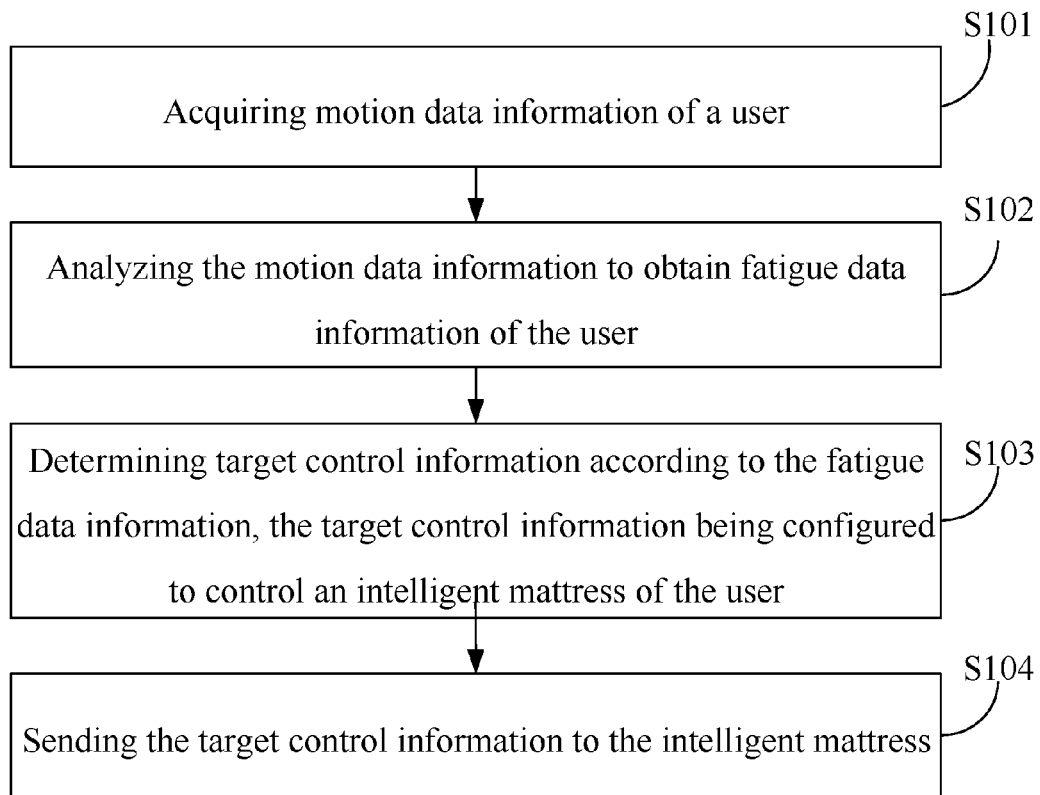 S101
Acquiring motion data information of a user
S102
Analyzing the motion data information to obtain fatigue data
information of the user
S103
Determining target control information according to the fatigue
data information, the target control information being configured
to control an intelligent mattress of the user
S104
Sending the target control information to the intelligent mattress